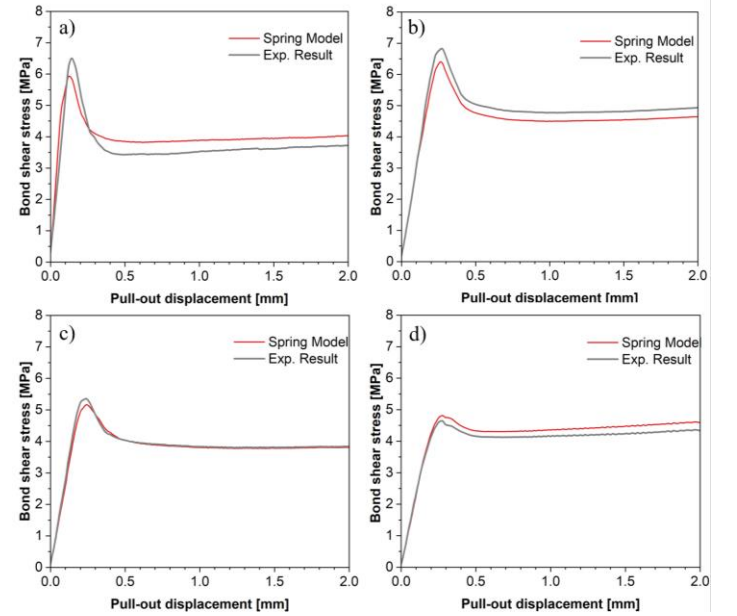 a)
Spring Model
Exp. Result
Bond shear stress [MPa]
8
7
6
5
4
3
2
1
0
0.0 0.5 1.0 1.5 2.0
Pull-out displacement [mm]
b)
Spring Model
Exp. Result
Bond shear stress [MPa]
8
7
6
5
4
3
2
1
0
0.0 0.5 1.0 1.5 2.0
Pull-out displacement [mm]
c)
Spring Model
Exp. Result
Bond shear stress [MPa]
8
7
6
5
4
3
2
1
0
0.0 0.5 1.0 1.5 2.0
Pull-out displacement [mm]
d)
Spring Model
Exp. Result
Bond shear stress [MPa]
8
7
6
5
4
3
2
1
0
0.0 0.5 1.0 1.5 2.0
Pull-out displacement [mm]